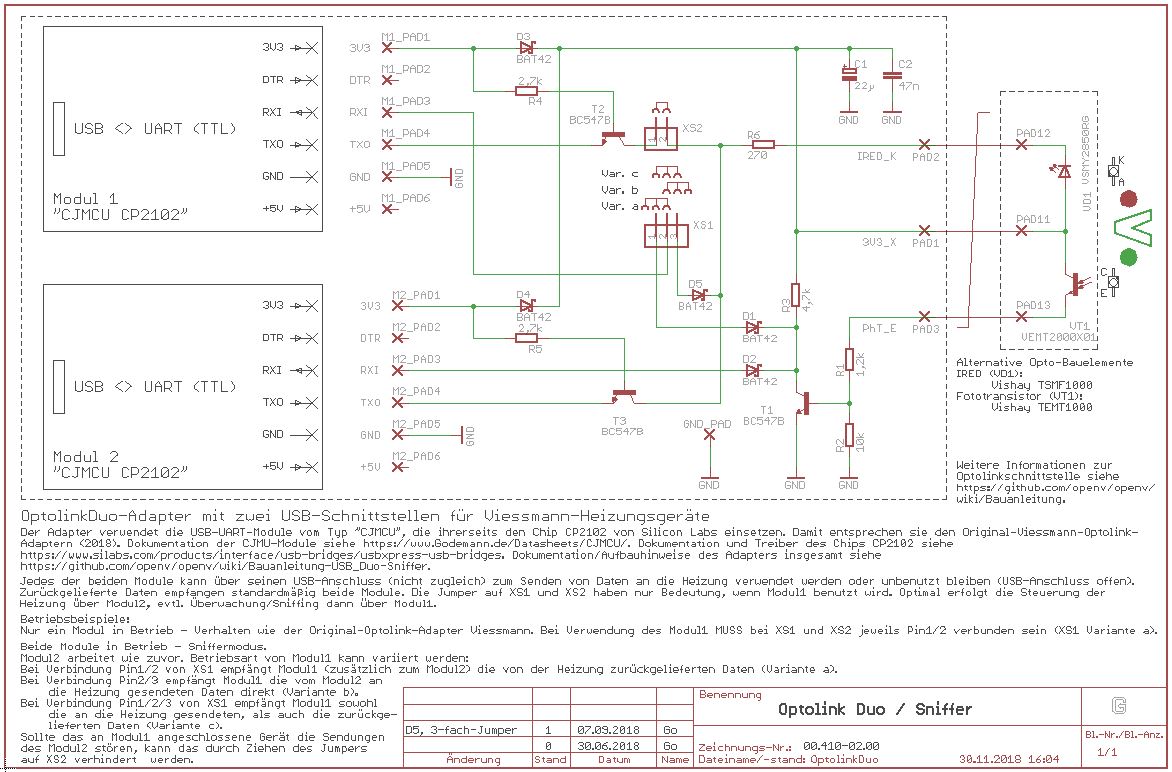 3V3
DTR
RXI
TXO
GND
+5V
USB <> UART (TTL)
Modul 1
"CJMCU CP2102"
3V3 M1_PAD1
DTR M1_PAD2
RXI M1_PAD3
TXO M1_PAD4
GND M1_PAD5
+5V M1_PAD6
GND
D3
BAT42
2,7k
R4
T2
BC547B
XS2
1 2
Var. c
Var. b
Var. a
XS1
1 2 3
R6
270
C1
22µ
GND
C2
47n
GND
IRED_K
PAD2
3V3_X
PAD1
PhT_E
PAD3
PAD12
PAD11
PAD13
VD1 VSMY2850RG
VT1
VEMT2000X01
K
A
C
E
V
3V3
DTR
RXI
TXO
GND
+5V
USB <> UART (TTL)
Modul 2
"CJMCU CP2102"
3V3 M2_PAD1
DTR M2_PAD2
RXI M2_PAD3
TXO M2_PAD4
GND M2_PAD5
+5V M2_PAD6
GND
D4
BAT42
2,7k
R5
T3
BC547B
D5
BAT42
D1
BAT42
D2
BAT42
R3
4,7k
R1
1,2k
R2
10k
T1
BC547B
GND_PAD
GND
GND
GND
Alternative Opto-Bauelemente
IRED (VD1):
Vishay TSMF1000
Fototransistor (VT1):
Vishay TEMT1000
Weitere Informationen zur
Optolinkschnittstelle siehe
https://github.com/openv/openv/
wiki/Bauanleitung.
OptolinkDuo-Adapter mit zwei USB-Schnittstellen für Viessmann-Heizungsgeräte
Der Adapter verwendet die USB-UART-Module vom Typ "CJMCU", die ihrerseits den Chip CP2102 von Silicon Labs einsetzen. Damit entsprechen sie den Original-Viessmann-Optolink-
Adaptern (2018). Dokumentation der CJMU-Module siehe https://www.Godemann.de/Datasheets/CJMCU/. Dokumentation und Treiber des Chips CP2102 siehe
https://www.silabs.com/products/interface/usb-bridges/usbxpress-usb-bridges. Dokumentation/Aufbauhinweise des Adapters insgesamt siehe
https://github.com/openv/openv/wiki/Bauanleitung-USB_Duo-Sniffer.
Jedes der beiden Module kann über seinen USB-Anschluss (nicht zugleich) zum Senden von Daten an die Heizung verwendet werden oder unbenutzt bleiben (USB-Anschluss offen).
Zurückgelieferte Daten empfangen standardmäßig beide Module. Die Jumper auf XS1 und XS2 haben nur Bedeutung, wenn Modul1 benutzt wird. Optimal erfolgt die Steuerung der
Heizung über Modul2, evtl. Überwachung/Sniffing dann über Modul1.
Betriebsbeispiele:
Nur ein Modul in Betrieb - Verhalten wie der Original-Optolink-Adapter Viessmann. Bei Verwendung des Modul1 MUSS bei XS1 und XS2 jeweils Pin1/2 verbunden sein (XS1 Variante a).
Beide Module in Betrieb - Sniffermodus.
Modul2 arbeitet wie zuvor. Betriebsart von Modul1 kann variiert werden:
Bei Verbindung Pin1/2 von XS1 empfängt Modul1 (zusätzlich zum Modul2) die von der Heizung zurückgelieferten Daten (Variante a).
Bei Verbindung Pin2/3 empfängt Modul1 die vom Modul2 an
die Heizung gesendeten Daten direkt (Variante b).
Bei Verbindung Pin1/2/3 von XS1 empfängt Modul1 sowohl
die an die Heizung gesendeten, als auch die zurückge-
lieferten Daten (Variante c).
Sollte das an Modul1 angeschlossene Gerät die Sendungen
des Modul2 stören, kann das durch Ziehen des Jumpers
auf XS2 verhindert werden.
D5, 3-fach-Jumper 1 07.09.2018 Go
0 30.06.2018 Go
Änderung Stand Datum Name
Benennung
Optolink Duo / Sniffer
Zeichnungs-Nr.: 00.410-02.00
Dateiname/-stand: OptolinkDuo 30.11.2018 16:04
G
Bl.-Nr./Bl.-Anz.
1/1